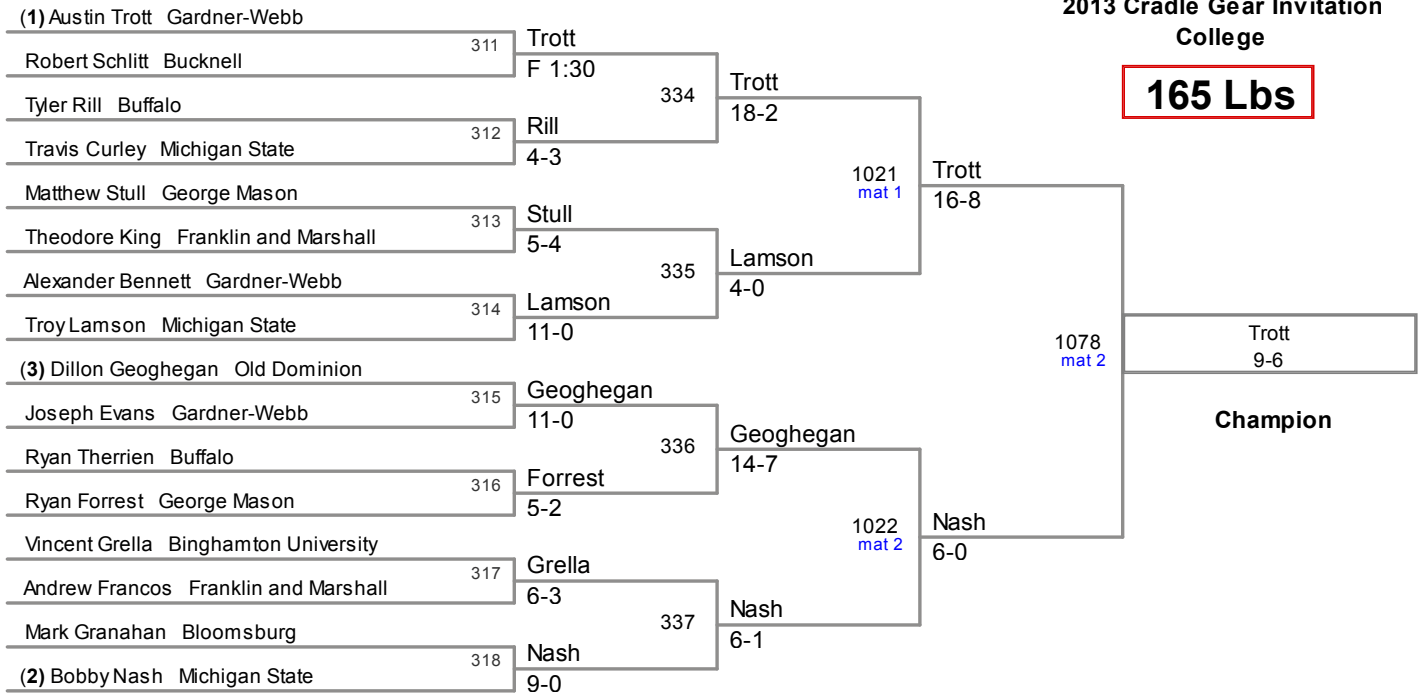 2013 Cradle Gear Invitation
College
165 Lbs
(1) Austin Trott Gardner-Webb
Robert Schlitt Bucknell
Tyler Rill Buffalo
Travis Curley Michigan State
Matthew Stull George Mason
Theodore King Franklin and Marshall
Alexander Bennett Gardner-Webb
Troy Lamson Michigan State
(3) Dillon Geoghegan Old Dominion
Joseph Evans Gardner-Webb
Ryan Therrien Buffalo
Ryan Forrest George Mason
Vincent Grella Binghamton University
Andrew Francos Franklin and Marshall
Mark Granahan Bloomsburg
(2) Bobby Nash Michigan State
311
Trott
F 1:30
312
Rill
4-3
313
Stull
5-4
314
Lamson
11-0
315
Geoghegan
11-0
316
Forrest
5-2
317
Grella
6-3
318
Nash
9-0
334
Trott
18-2
335
Lamson
4-0
336
Geoghegan
14-7
337
Nash
6-1
1021
mat 1
Trott
16-8
1022
mat 2
Nash
6-0
1078
mat 2
Trott
9-6
Champion